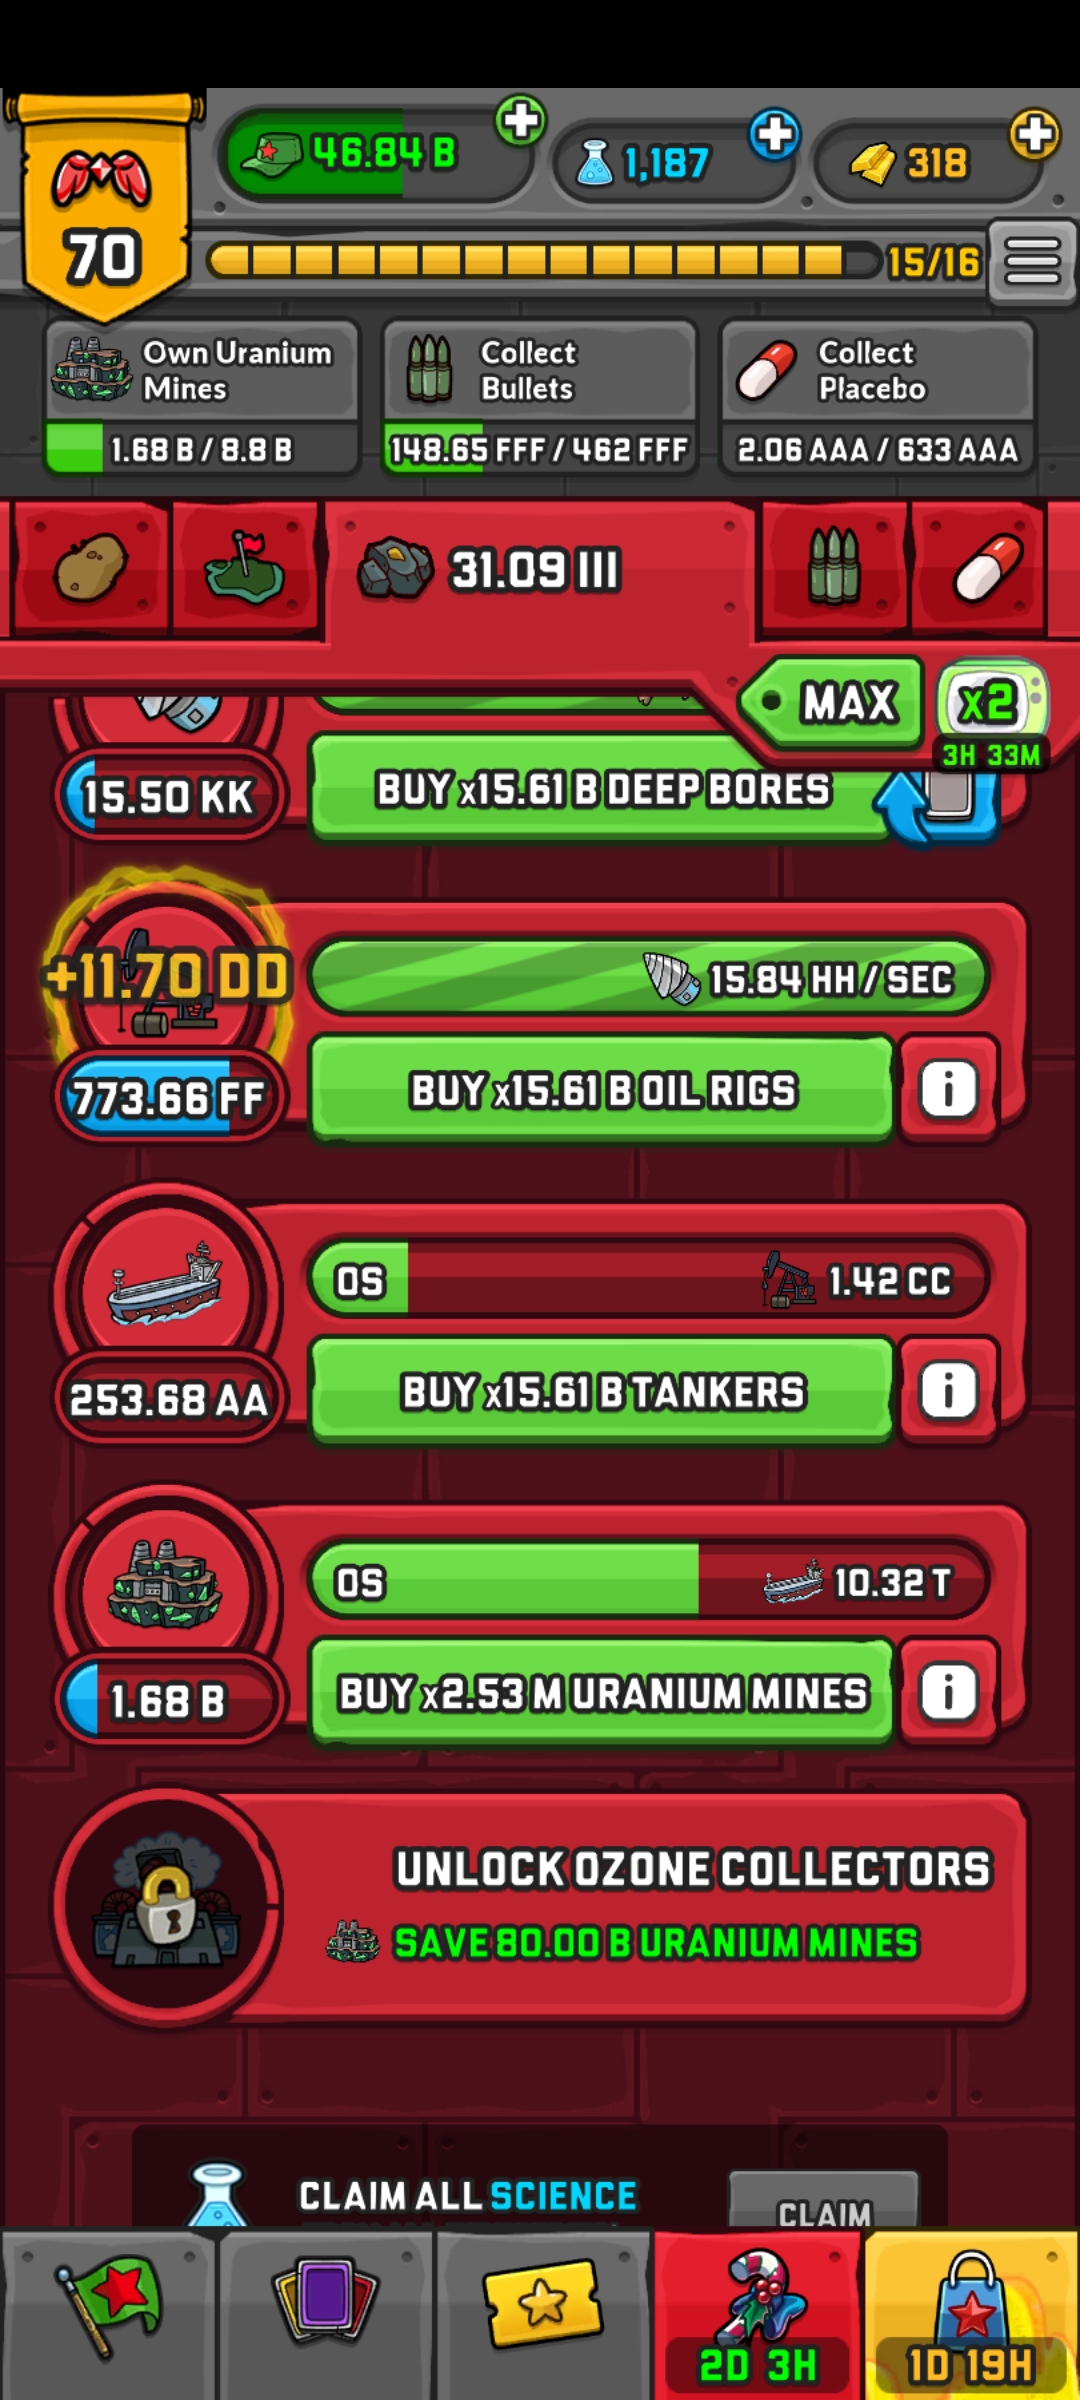 46.84 B
1,187
318
70
15/16
Own Uranium
Mines
Collect
Bullets
Collect
Placebo
1.68 B / 8.8 B
148.65 FFF / 462 FFF
2.06 AAA / 633 AAA
31.09 III
MAX
x2
3H 33M
15.50 KK
BUY x15.61 B DEEP BORES
+11.70 DD
15.84 HH / SEC
773.66 FF
BUY x15.61 B OIL RIGS
i
0S
1.42 CC
253.68 AA
BUY x15.61 B TANKERS
i
0S
10.32 T
1.68 B
BUY x2.53 M URANIUM MINES
i
UNLOCK OZONE COLLECTORS
SAVE 80.00 B URANIUM MINES
CLAIM ALL SCIENCE
CLAIM
2D 3H
1D 19H